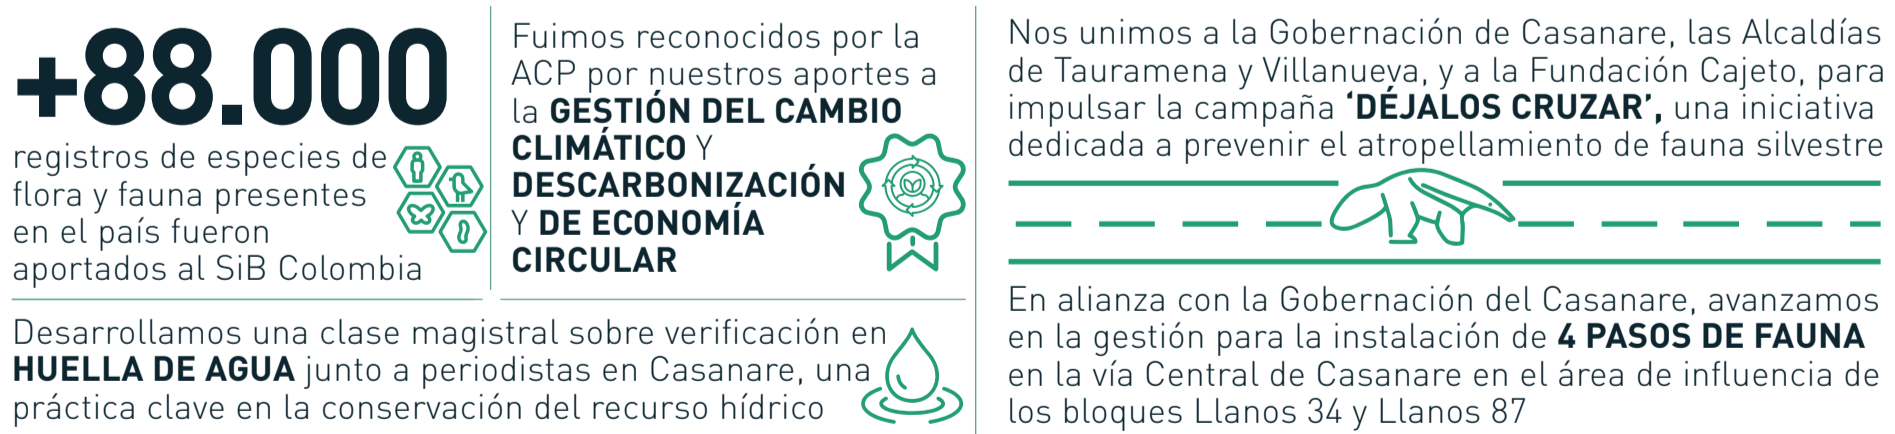 +88.000
registros de especies de
flora y fauna presentes
en el país fueron
aportados al SiB Colombia
Fuimos reconocidos por la
ACP por nuestros aportes a
la GESTIÓN DEL CAMBIO
CLIMÁTICO Y
DESCARBONIZACIÓN
Y DE ECONOMÍA
CIRCULAR
Desarrollamos una clase magistral sobre verificación en
HUELLA DE AGUA junto a periodistas en Casanare, una
práctica clave en la conservación del recurso hídrico
Nos unimos a la Gobernación de Casanare, las Alcaldías
de Tauramena y Villanueva, y a la Fundación Cajeto, para
impulsar la campaña ‘DÉJALOS CRUZAR’, una iniciativa
dedicada a prevenir el atropellamiento de fauna silvestre
En alianza con la Gobernación del Casanare, avanzamos
en la gestión para la instalación de 4 PASOS DE FAUNA
en la vía Central de Casanare en el área de influencia de
los bloques Llanos 34 y Llanos 87